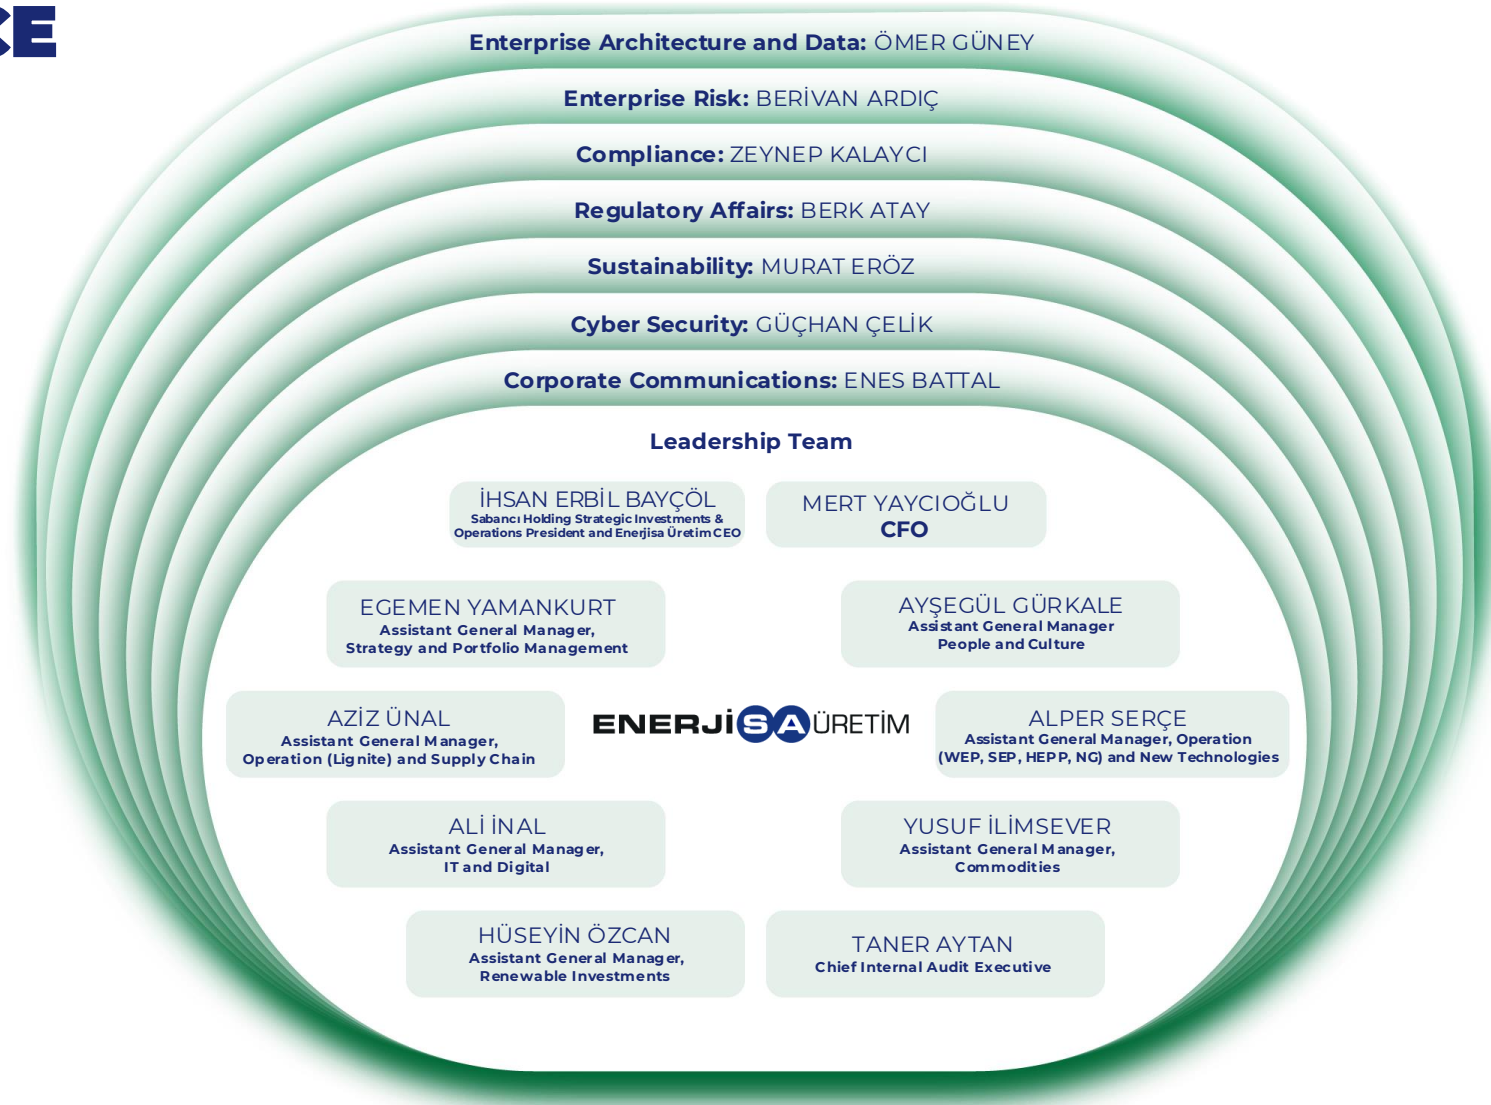 CE
Enterprise Architecture and Data: ÖMER GÜNEY
Enterprise Risk: BERİVAN ARDIÇ
Compliance: ZEYNEP KALAYCI
Regulatory Affairs: BERK ATAY
Sustainability: MURAT ERÖZ
Cyber Security: GÜÇHAN ÇELİK
Corporate Communications: ENES BATTAL
Leadership Team
İHSAN ERBİL BAYÇÖL
Sabancı Holding Strategic Investments &
Operations President and Enerjisa Üretim CEO
MERT YAYCIOĞLU
CFO
EGEMEN YAMANKURT
Assistant General Manager,
Strategy and Portfolio Management
AYŞEGÜL GÜRKALE
Assistant General Manager
People and Culture
AZİZ ÜNAL
Assistant General Manager,
Operation (Lignite) and Supply Chain
ENERJİSA ÜRETİM
ALPER SERÇE
Assistant General Manager, Operation
(WEP, SEP, HEPP, NG) and New Technologies
ALİ İNAL
Assistant General Manager,
IT and Digital
YUSUF İLİMSEVER
Assistant General Manager,
Commodities
HÜSEYİN ÖZCAN
Assistant General Manager,
Renewable Investments
TANER AYTAN
Chief Internal Audit Executive